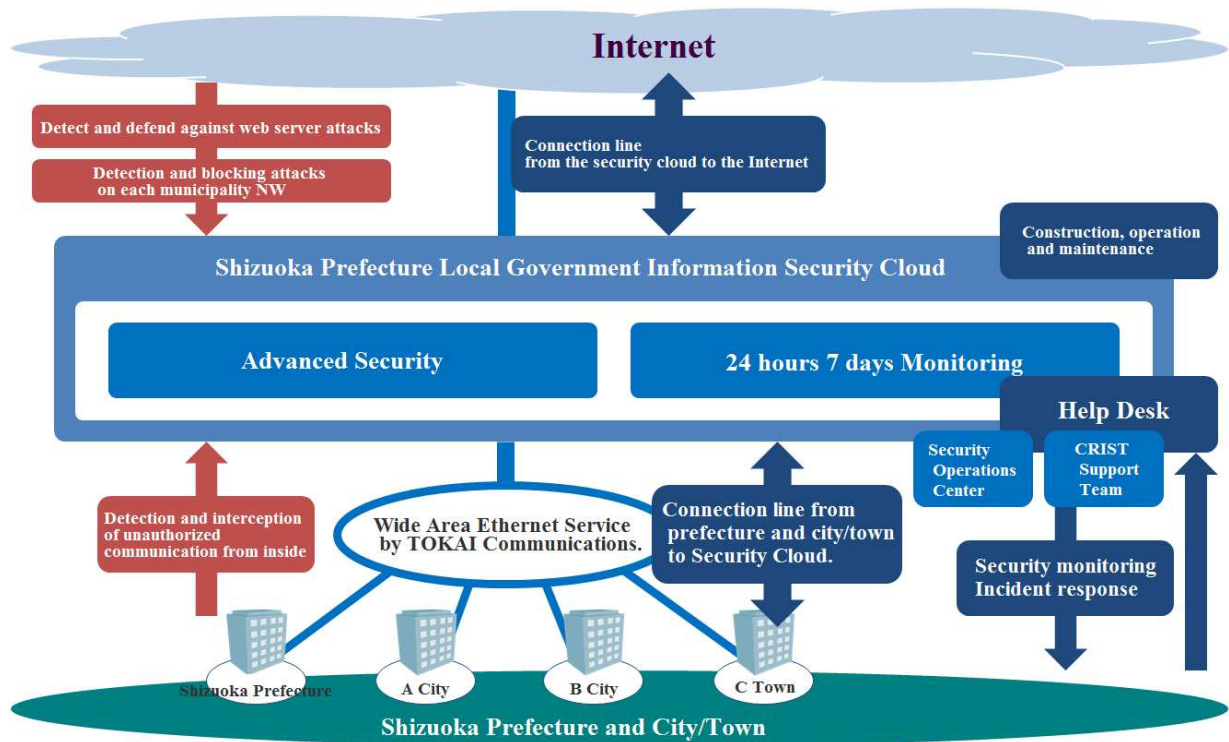 Internet
Detect and defend against web server attacks
Detection and blocking attacks
on each municipality NW
Connection line
from the security cloud to the Internet
Construction, operation
and maintenance
Shizuoka Prefecture Local Government Information Security Cloud
Advanced Security
24 hours 7 days Monitoring
Help Desk
Security
Operations
Center
CRIST
Support
Team
Detection and interception
of unauthorized
communication from inside
Wide Area Ethernet Service
by TOKAI Communications.
Connection line from
prefecture and city/town
to Security Cloud.
Security monitoring
Incident response
Shizuoka Prefecture
A City
B City
C Town
Shizuoka Prefecture and City/Town